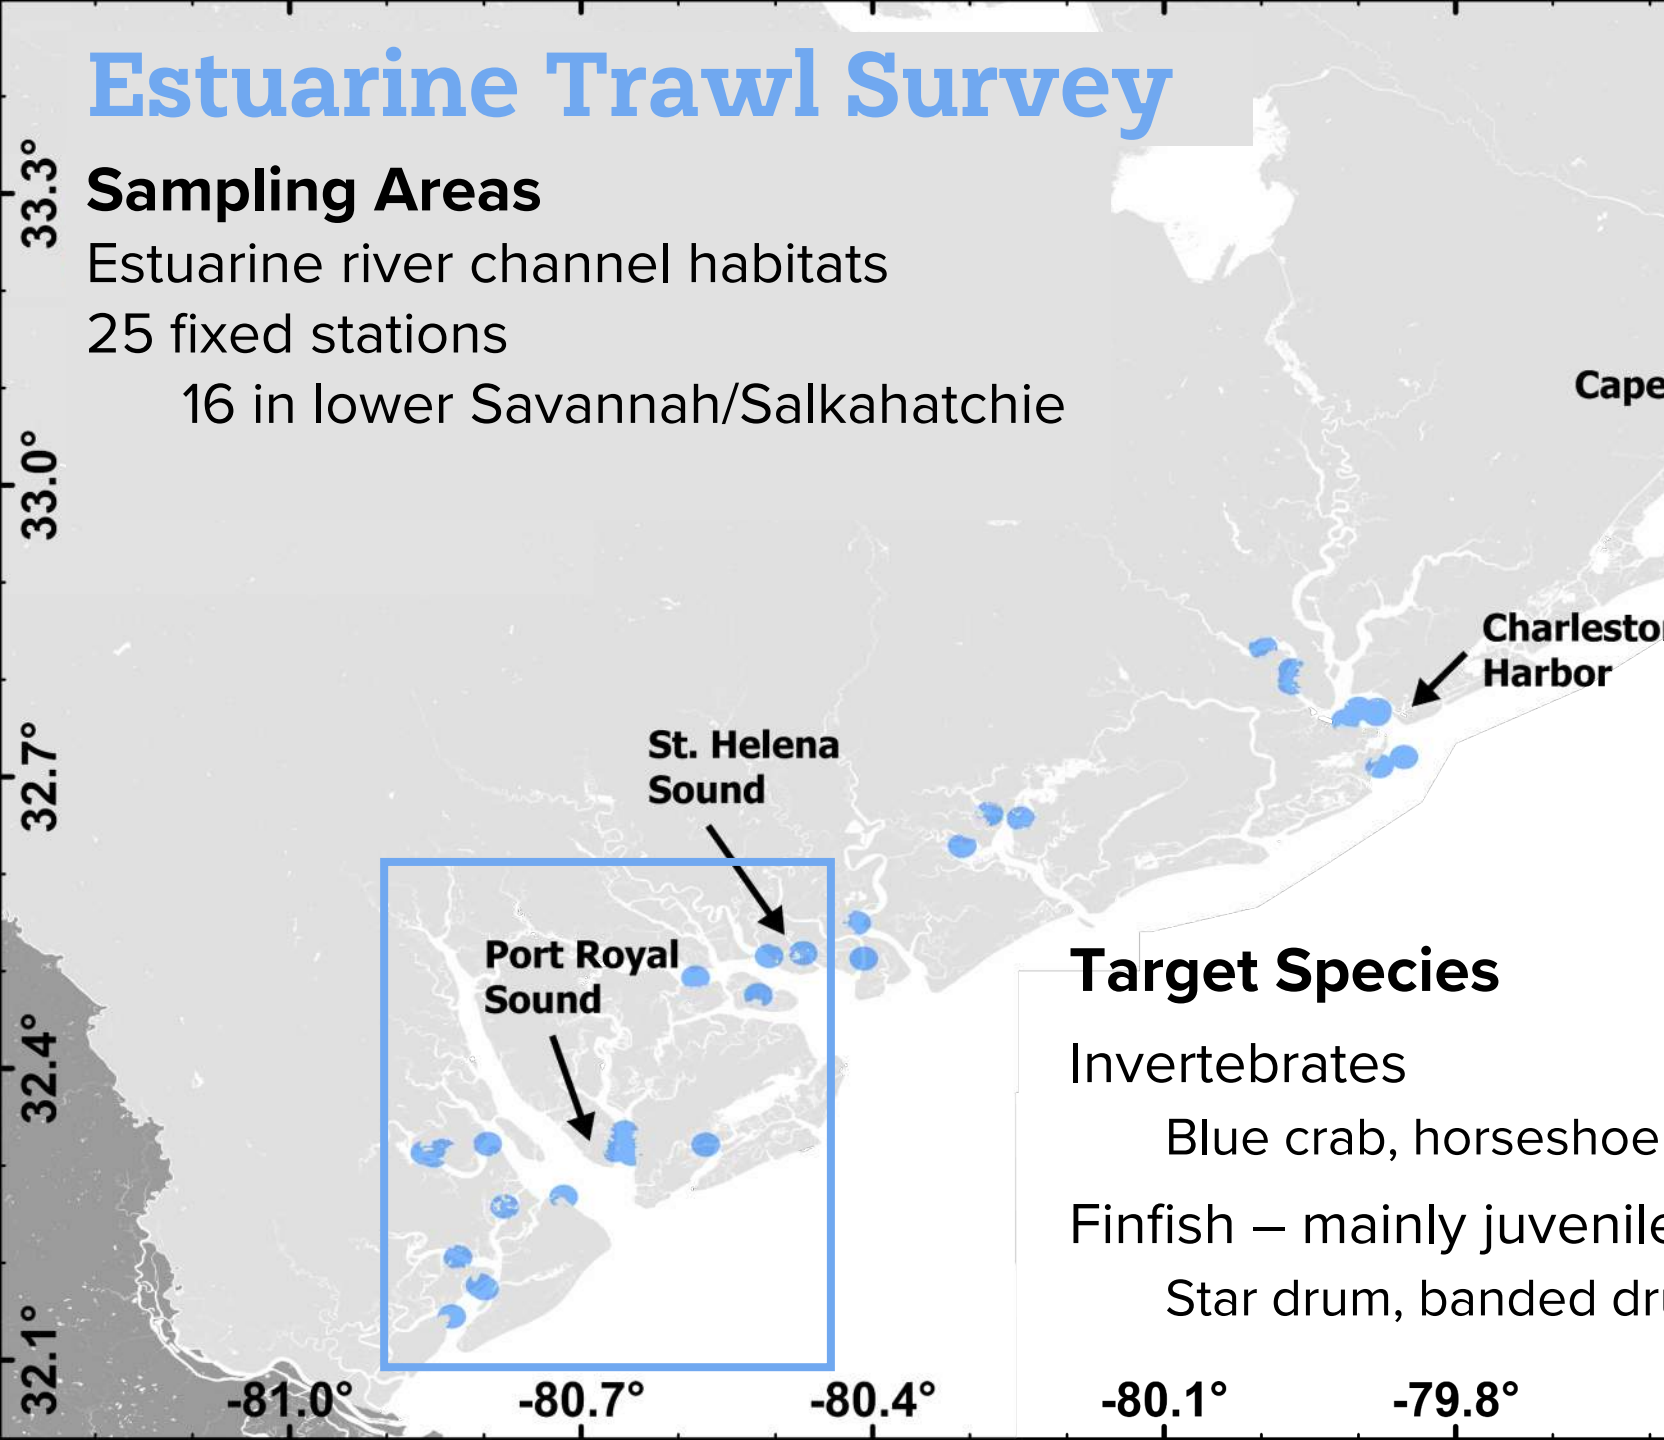 Estuarine Trawl Survey
Sampling Areas
Estuarine river channel habitats
25 fixed stations
16 in lower Savannah/Salkahatchie
Cape
Charlesto
Harbor
St. Helena
Sound
Port Royal
Sound
Target Species
Invertebrates
Blue crab, horseshoe
Finfish – mainly juvenile
Star drum, banded dr
33.3°
33.0°
32.7°
32.4°
32.1°
-81.0°
-80.7°
-80.4°
-80.1°
-79.8°